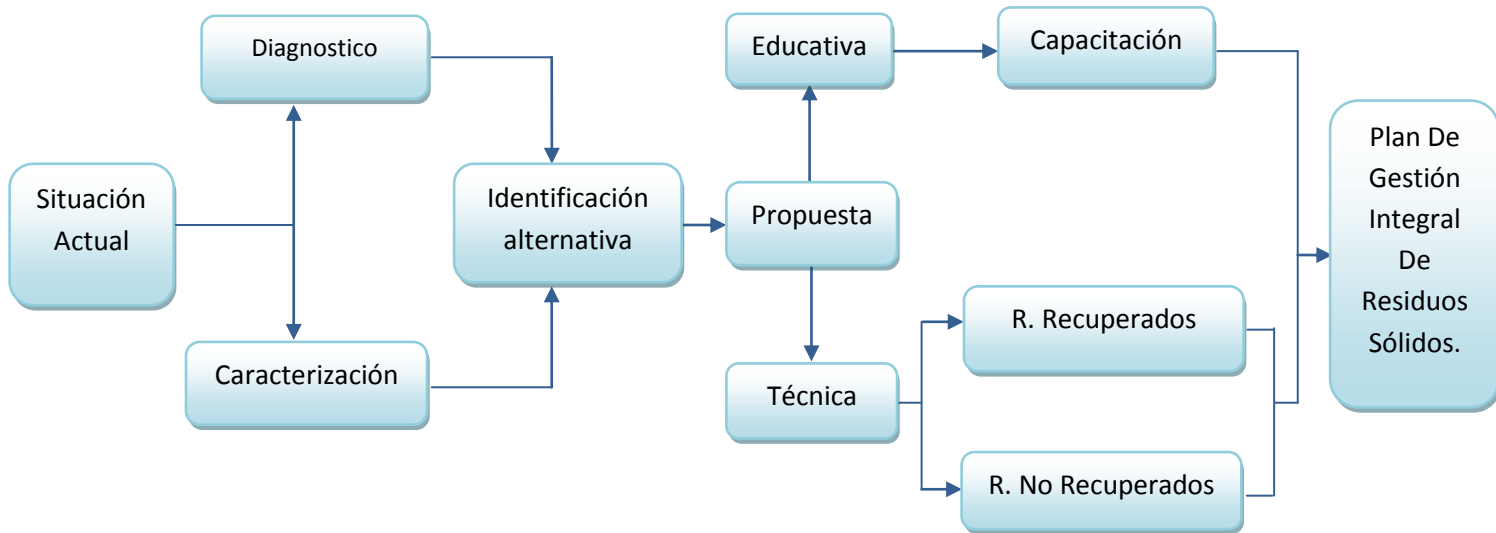 Situación
Actual
Diagnostico
Caracterización
Identificación
alternativa
Propuesta
Educativa
Capacitación
Técnica
R. Recuperados
R. No Recuperados
Plan De
Gestión
Integral
De
Residuos
Sólidos.